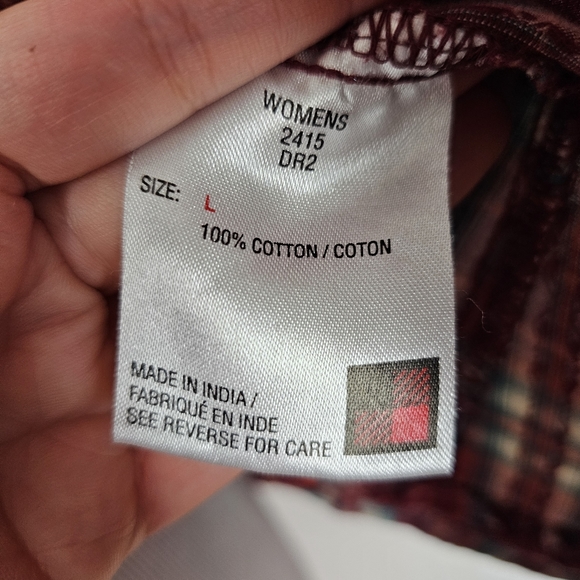 WOMENS
2415
DR2
SIZE: L
100% COTTON / COTON
MADE IN INDIA /
FABRIQUÉ EN INDE
SEE REVERSE FOR CARE